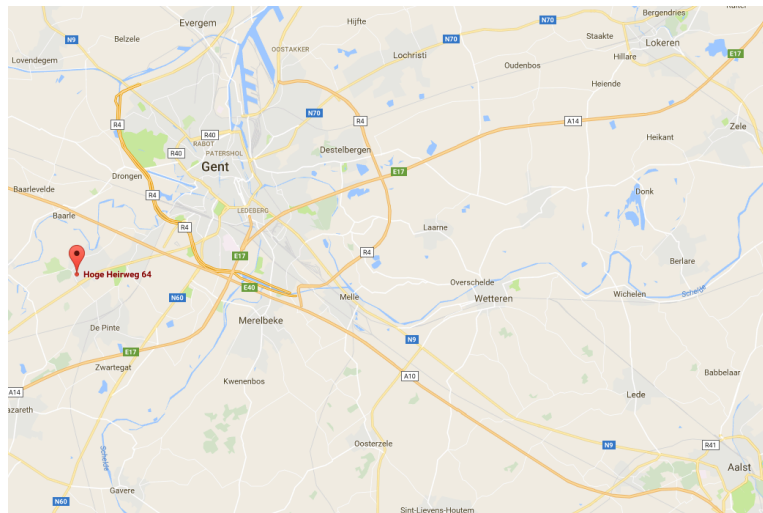 Evergem
Hijfte
N70
Bergendries
N9
Belzele
Staakte
Lokeren
OOSTAKKER
N70
Lovendegem
Lochristi
Hillare
E17
Oudenbos
Heiende
N70
R4
R40
R4
A14
Zele
RABOT
Heikant
R40
PATERSHOL
Destelbergen
Gent
E17
Drongen
Baarlevelde
R4
Donk
Baarle
LEDEBERG
R4
Laarne
R4
E17
Berlare
Hoge Heirweg 64
Overschelde
E40
Schelde
N60
Melle
Wetteren
Wichelen
Merelbeke
De Pinte
N9
E17
Zwartegat
Babbelaar
A10
Kwenenbos
A14
Lede
azareth
Oosterzele
N9
R41
Schelde
Aalst
Gavere
N60
Sint-Lievens-Houtem